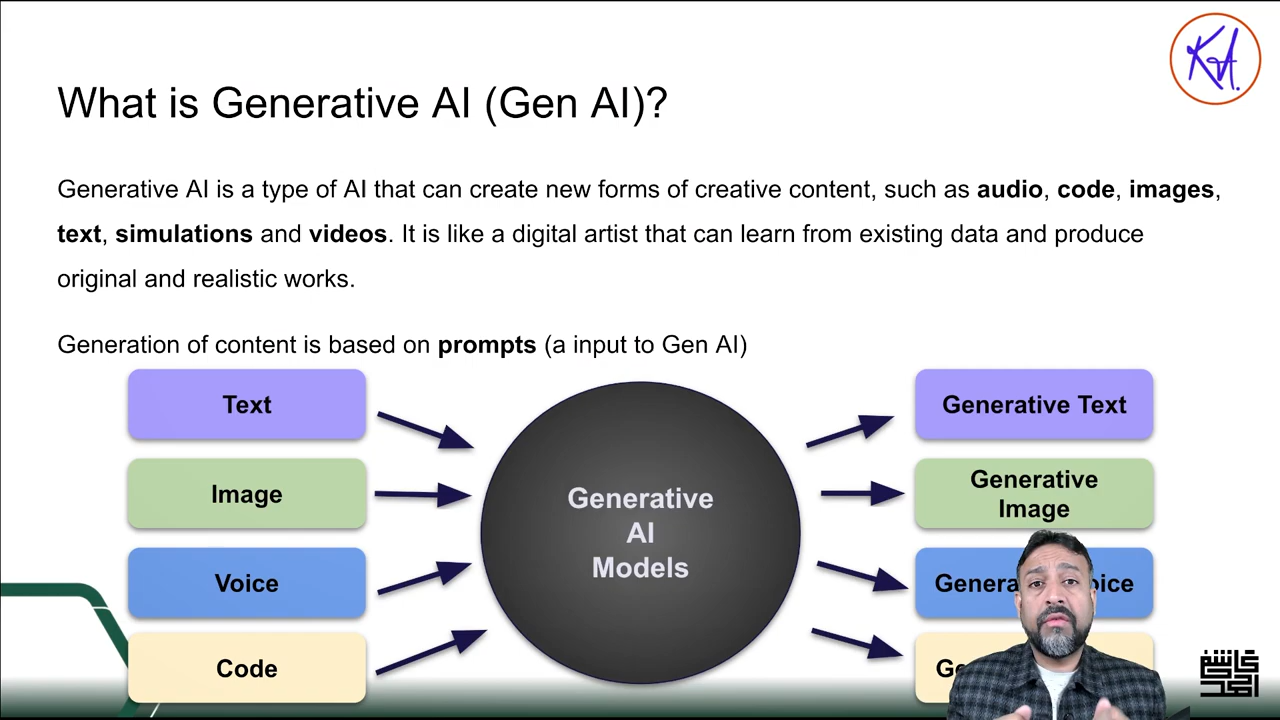 What is Generative AI (Gen AI)?
Generative AI is a type of AI that can create new forms of creative content, such as audio, code, images,
text, simulations and videos. It is like a digital artist that can learn from existing data and produce
original and realistic works.
Generation of content is based on prompts (a input to Gen AI)
Text
Image
Voice
Code
Generative
AI
Models
Generative Text
Generative
Image